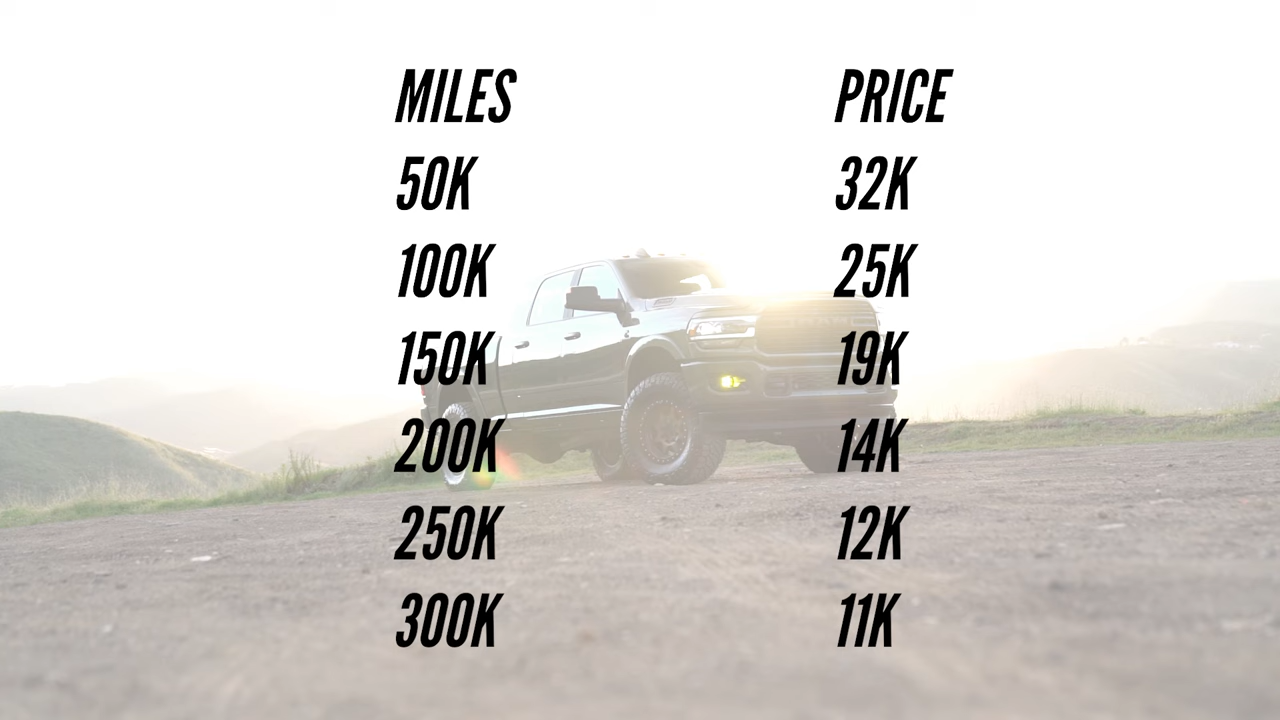 MILES PRICE
50K 32K
100K 25K
150K 19K
200K 14K
250K 12K
300K 11K